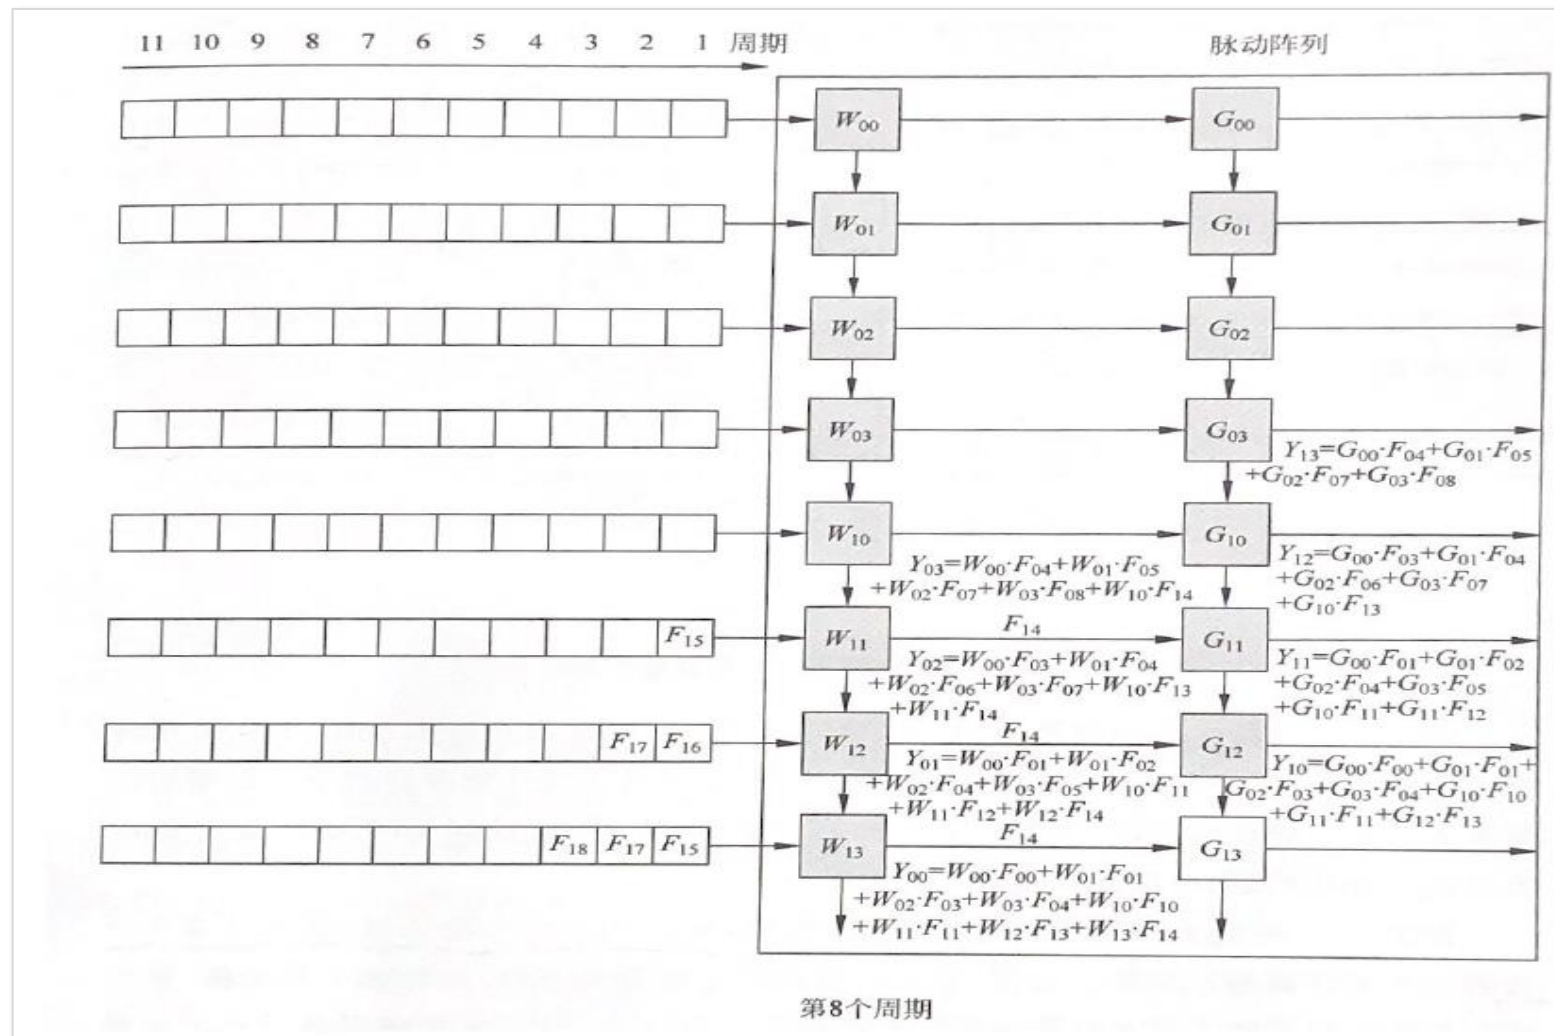 11 10 9 8 7 6 5 4 3 2 1 周期
脉动阵列
W₀₀ G₀₀
W₀₁ G₀₁
W₀₂ G₀₂
W₀₃ G₀₃
Y₁₃=G₀₀·F₀₄+G₀₁·F₀₅
+G₀₂·F₀₇+G₀₃·F₀₈
W₁₀ G₁₀
Y₀₃=W₀₀·F₀₄+W₀₁·F₀₅
+W₀₂·F₀₇+W₀₃·F₀₈+W₁₀·F₁₄
Y₁₂=G₀₀·F₀₃+G₀₁·F₀₄
+G₀₂·F₀₆+G₀₃·F₀₇
+G₁₀·F₁₃
F₁₅ W₁₁ F₁₄ G₁₁
Y₀₂=W₀₀·F₀₃+W₀₁·F₀₄
+W₀₂·F₀₆+W₀₃·F₀₇+W₁₀·F₁₃
+W₁₁·F₁₄
Y₁₁=G₀₀·F₀₁+G₀₁·F₀₂
+G₀₂·F₀₄+G₀₃·F₀₅
+G₁₀·F₁₁+G₁₁·F₁₂
F₁₇ F₁₆ W₁₂ F₁₄ G₁₂
Y₀₁=W₀₀·F₀₁+W₀₁·F₀₂
+W₀₂·F₀₄+W₀₃·F₀₅+W₁₀·F₁₁
+W₁₁·F₁₂+W₁₂·F₁₄
Y₁₀=G₀₀·F₀₀+G₀₁·F₀₁+
G₀₂·F₀₃+G₀₃·F₀₄+G₁₀·F₁₀
+G₁₁·F₁₁+G₁₂·F₁₃
F₁₈ F₁₇ F₁₅ W₁₃ F₁₄ G₁₃
Y₀₀=W₀₀·F₀₀+W₀₁·F₀₁
+W₀₂·F₀₃+W₀₃·F₀₄+W₁₀·F₁₀
+W₁₁·F₁₁+W₁₂·F₁₃+W₁₃·F₁₄
第8个周期